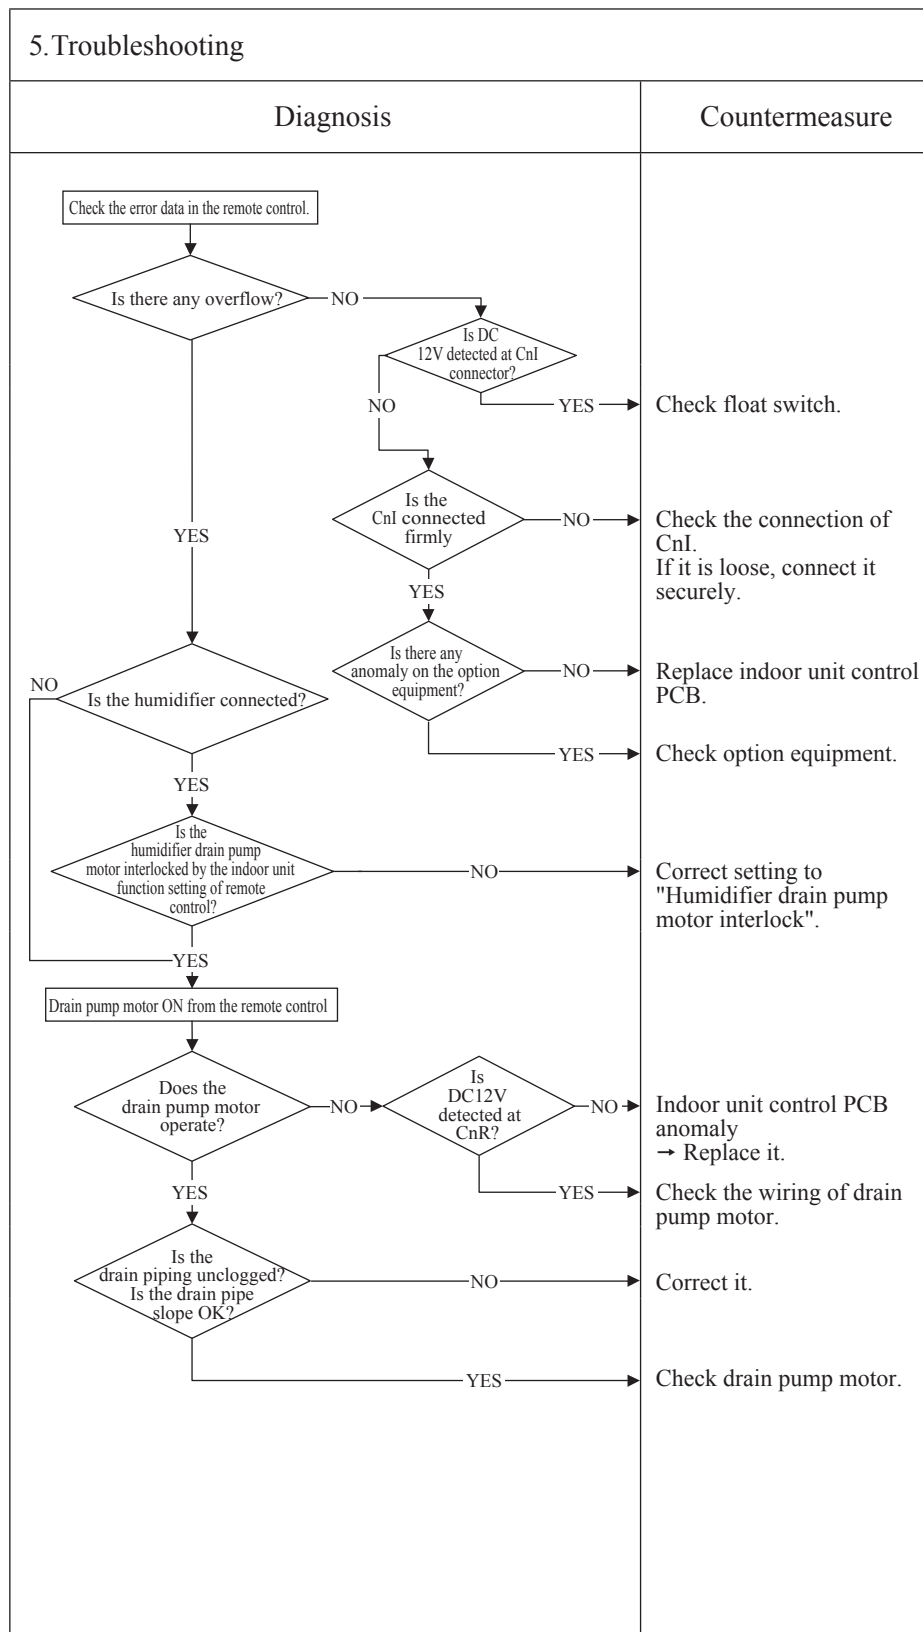 5.Troubleshooting
Diagnosis
Countermeasure
Check the error data in the remote control.
Is there any overflow?
NO
Is DC
12V detected at CnI
connector?
YES
Check float switch.
NO
Is the
CnI connected
firmly
NO
Check the connection of
CnI.
If it is loose, connect it
securely.
YES
YES
Is there any
anomaly on the option
equipment?
NO
Replace indoor unit control
PCB.
YES
Check option equipment.
NO
Is the humidifier connected?
YES
Is the
humidifier drain pump
motor interlocked by the indoor unit
function setting of remote
control?
NO
Correct setting to
"Humidifier drain pump
motor interlock".
YES
Drain pump motor ON from the remote control
Does the
drain pump motor
operate?
NO
Is
DC12V
detected at
CnR?
NO
Indoor unit control PCB
anomaly
→ Replace it.
YES
YES
Check the wiring of drain
pump motor.
Is the
drain piping unclogged?
Is the drain pipe
slope OK?
NO
Correct it.
YES
Check drain pump motor.